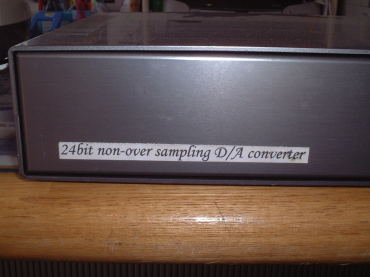 24bit non-over sampling D/A converter